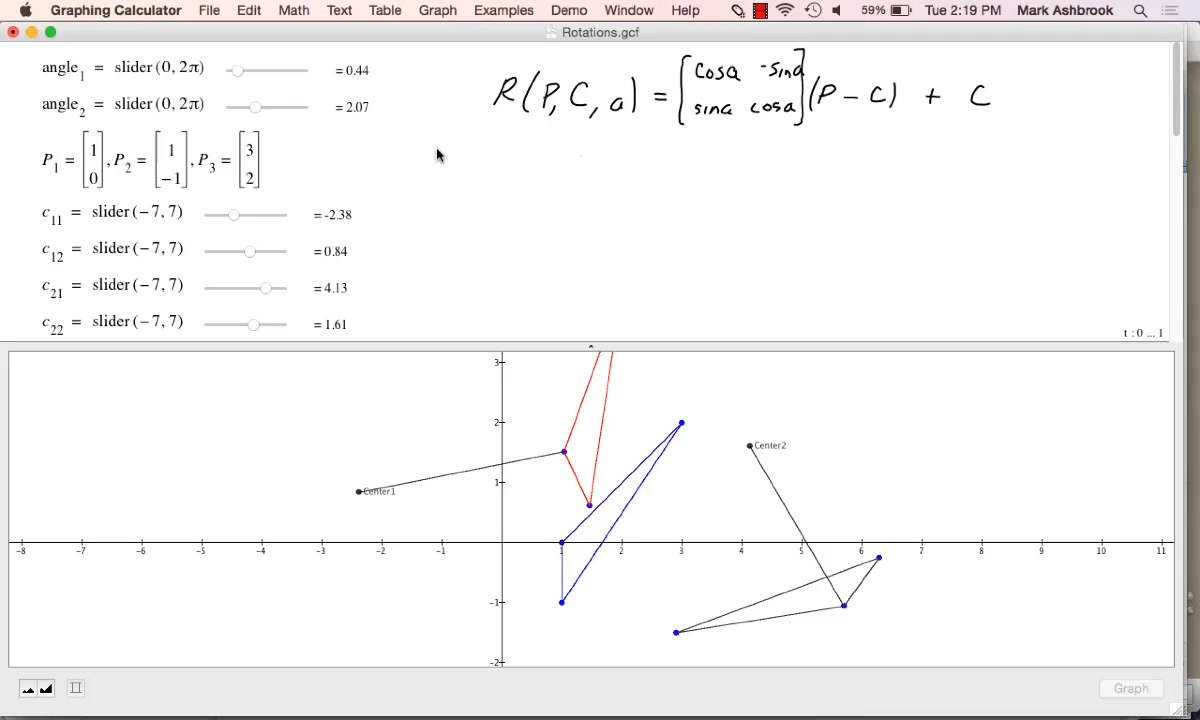 Graphing Calculator File Edit Math Text Table Graph Examples Demo Window Help 59% Tue 2:19 PM Mark Ashbrook
Rotations.gcf
angle₁ = slider (0, 2π) = 0.44
angle₂ = slider (0, 2π) = 2.07
R(P, C, a) = [cosa -sina
sina cosa] (P - C) + C
P₁ = [1 0], P₂ = [1 −1], P₃ = [3 2]
c₁₁ = slider (−7, 7) = -2.38
c₁₂ = slider (−7, 7) = 0.84
c₂₁ = slider (−7, 7) = 4.13
c₂₂ = slider (−7, 7) = 1.61
t : 0 ... 1
3
2
Center2
Center1
1
-8 -7 -6 -5 -4 -3 -2 -1 1 2 3 4 5 6 7 8 9 10 11
-1
-2
Graph